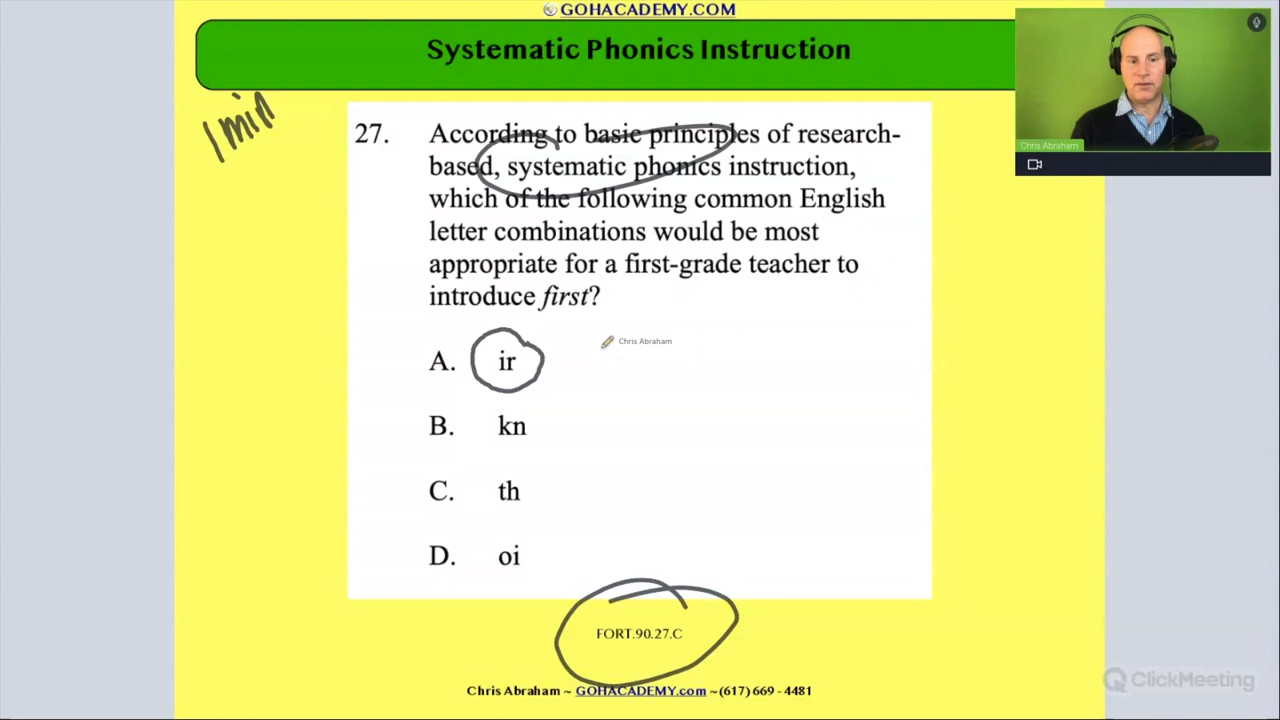 GOHACADEMY.COM
Systematic Phonics Instruction
1 min
27. According to basic principles of research-
based, systematic phonics instruction,
which of the following common English
letter combinations would be most
appropriate for a first-grade teacher to
introduce first?
A. ir
B. kn
C. th
D. oi
FORT.90.27.C
Chris Abraham ~ GOHACADEMY.com ~(617) 669 - 4481
Chris Abraham
Chris Abraham
ClickMeeting